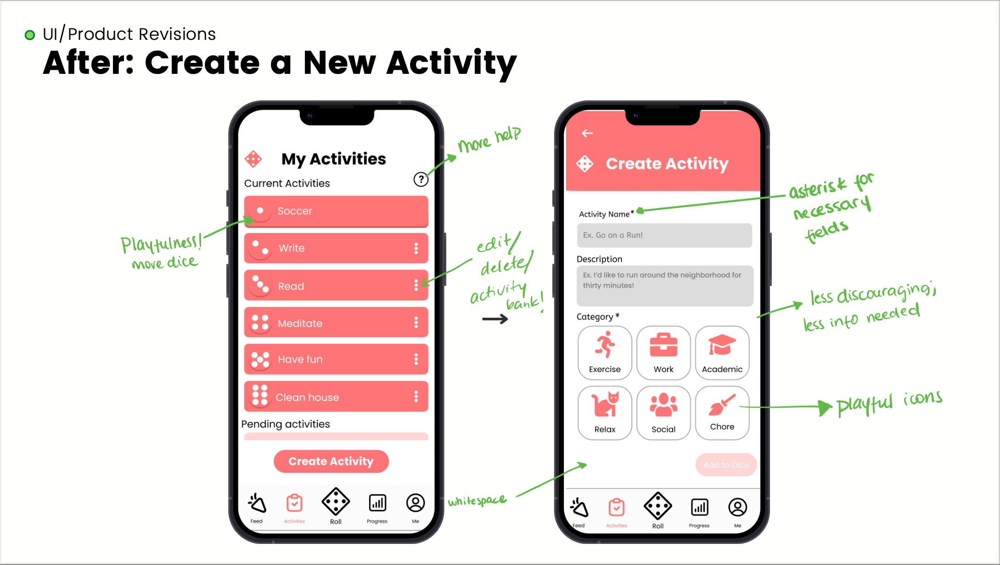 UI/Product Revisions
After: Create a New Activity
My Activities
Current Activities
?
Soccer
Write
Read
Meditate
Have fun
Clean house
Pending activities
Create Activity
Feed
Activities
Roll
Progress
Me
Playfulness!
more dice
More help
edit/
delete/
activity
bank!
whitespace
Create Activity
Activity Name*
Ex. Go on a Run!
Description
Ex. I'd like to run around the neighborhood for
thirty minutes!
Category *
Exercise
Work
Academic
Relax
Social
Chore
Add to Dice
Feed
Activities
Roll
Progress
Me
asterisk for
necessary
fields
less discouraging;
less info needed
playful icons